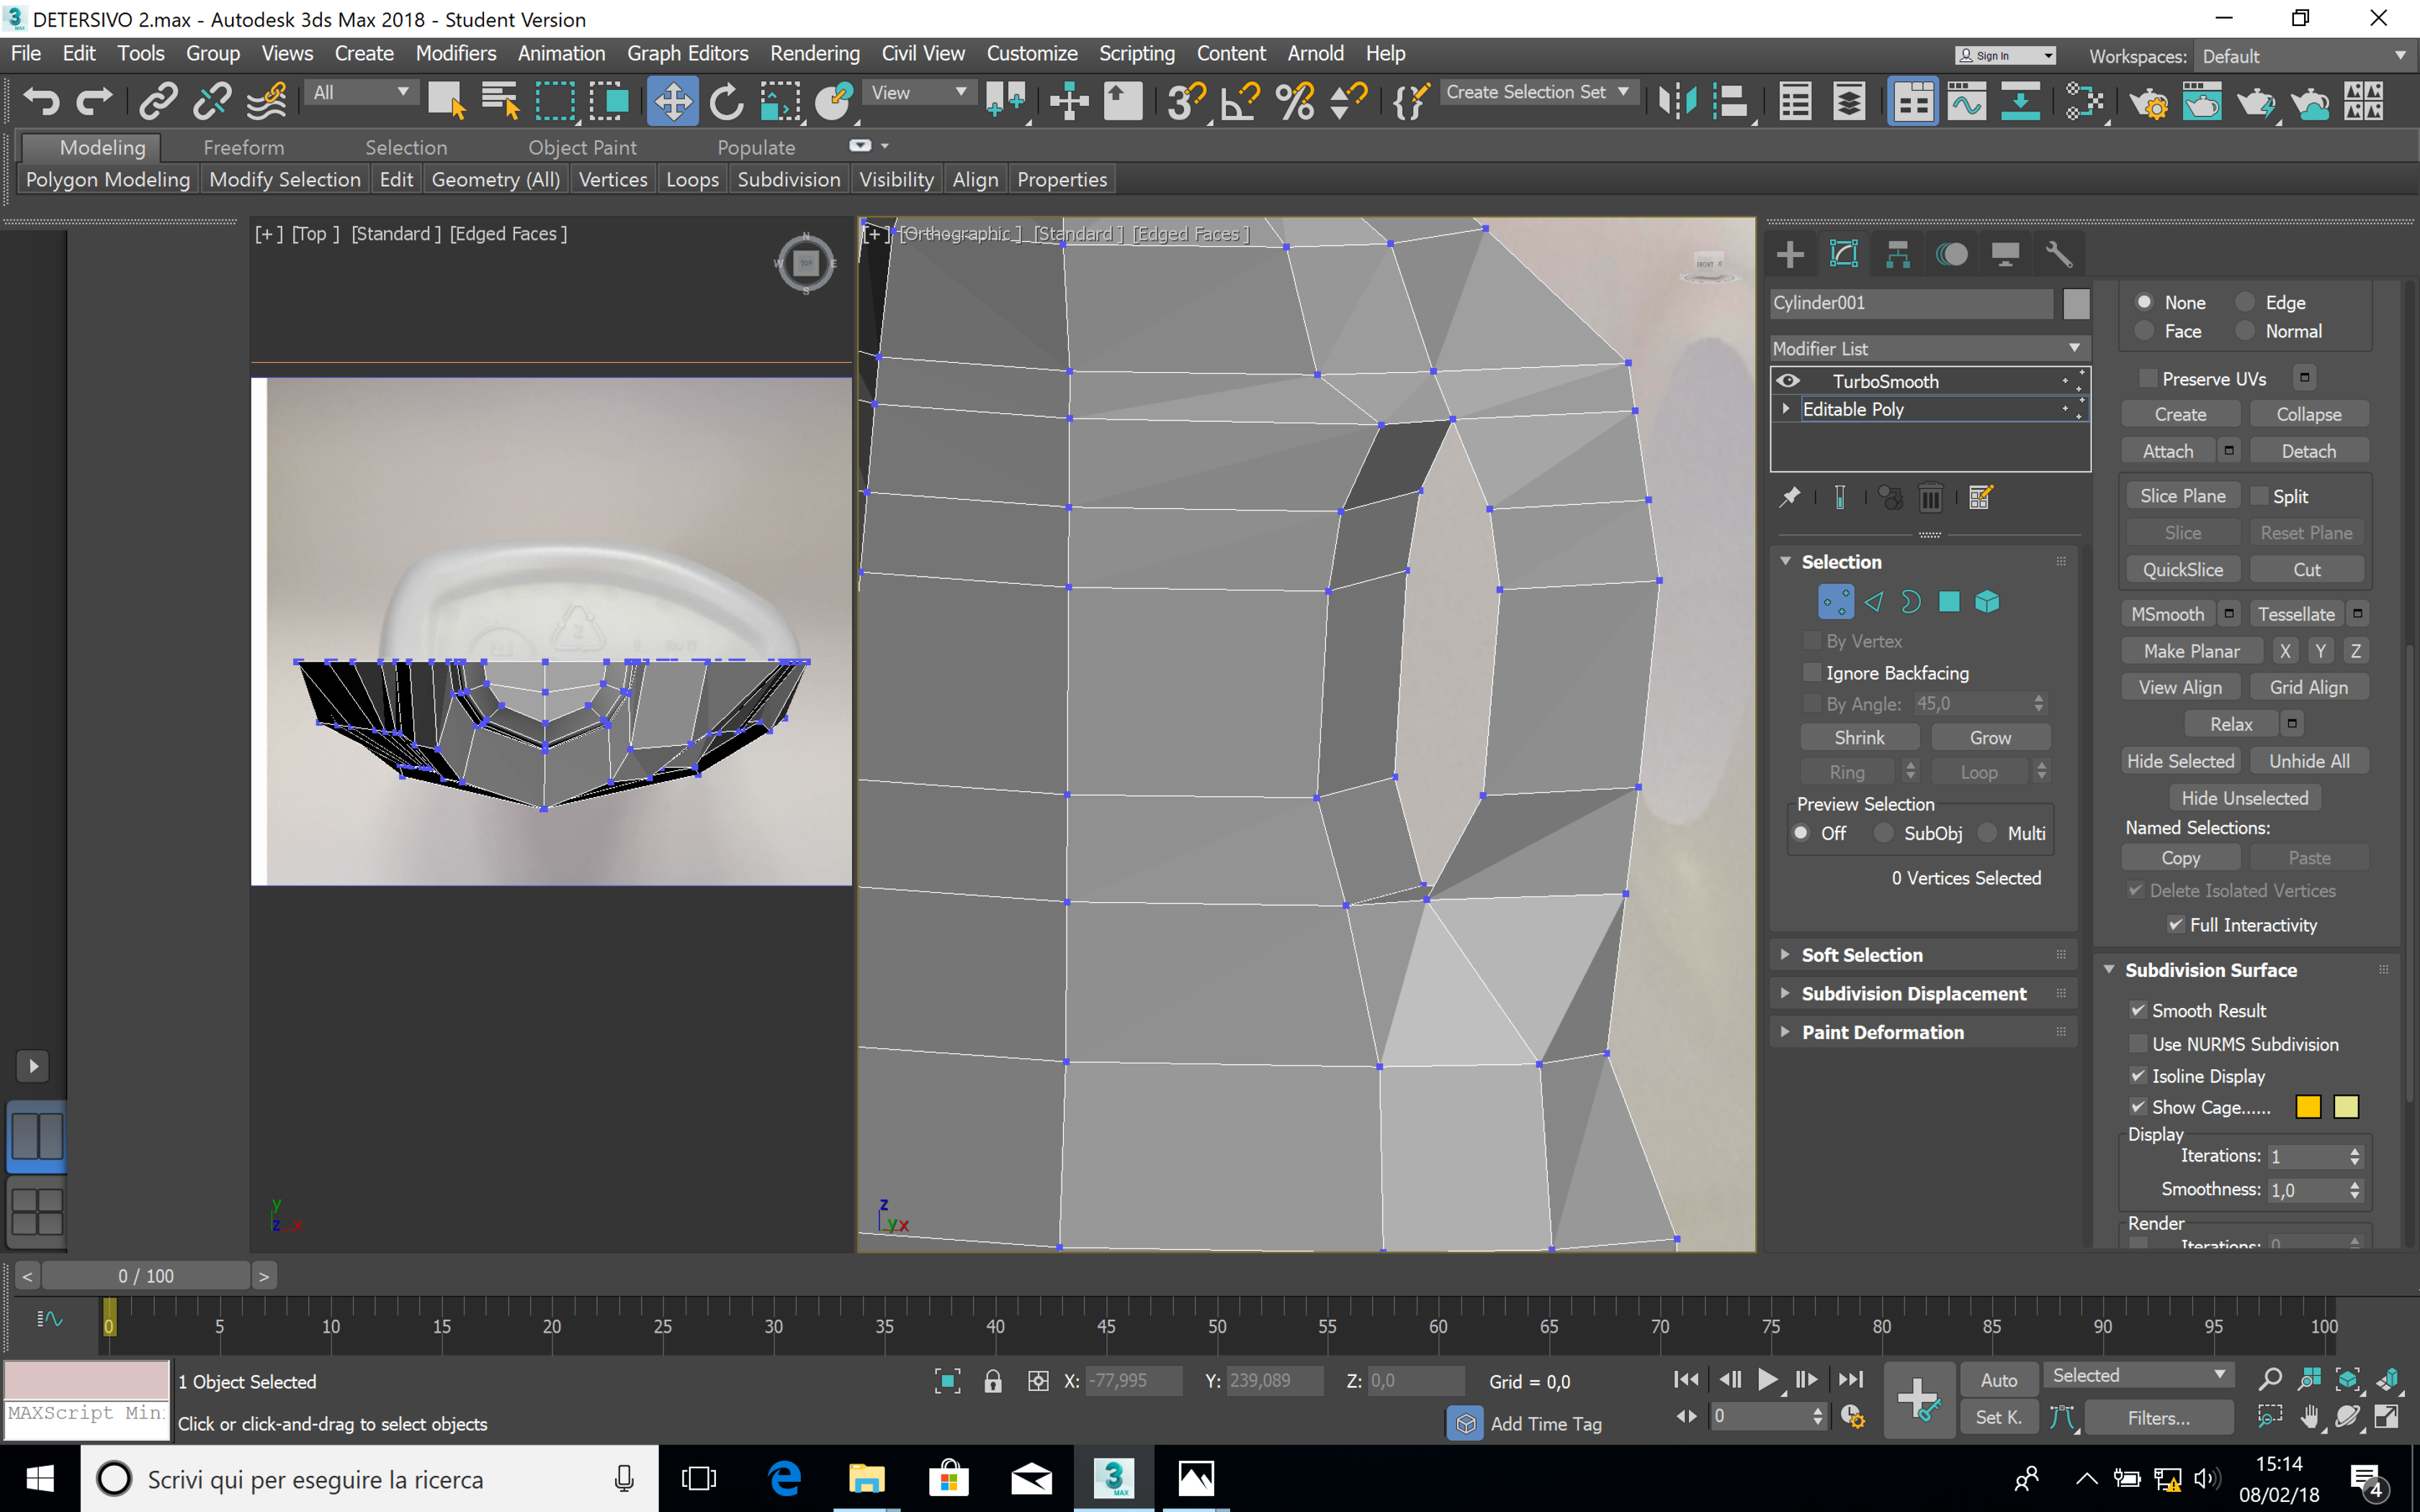 DETERSIVO 2.max - Autodesk 3ds Max 2018 - Student Version
File Edit Tools Group Views Create Modifiers Animation Graph Editors Rendering Civil View Customize Scripting Content Arnold Help
Sign In
Workspaces: Default
All
View
Create Selection Set
Modeling Freeform Selection Object Paint Populate
Polygon Modeling Modify Selection Edit Geometry (All) Vertices Loops Subdivision Visibility Align Properties
[+] [Top] [Standard] [Edged Faces]
N
W TOP E
S
y
z x
[+] [Orthographic] [Standard] [Edged Faces]
FRONT
z
y x
Cylinder001
Modifier List
TurboSmooth
Editable Poly
Selection
By Vertex
Ignore Backfacing
By Angle: 45,0
Shrink Grow
Ring Loop
Preview Selection
Off SubObj Multi
0 Vertices Selected
Soft Selection
Subdivision Displacement
Paint Deformation
None Edge
Face Normal
Preserve UVs
Create Collapse
Attach Detach
Slice Plane Split
Slice Reset Plane
QuickSlice Cut
MSmooth Tessellate
Make Planar X Y Z
View Align Grid Align
Relax
Hide Selected Unhide All
Hide Unselected
Named Selections:
Copy Paste
Delete Isolated Vertices
Full Interactivity
Subdivision Surface
Smooth Result
Use NURMS Subdivision
Isoline Display
Show Cage......
Display
Iterations: 1
Smoothness: 1,0
Render
Iterations: 0
< 0 / 100 >
0 5 10 15 20 25 30 35 40 45 50 55 60 65 70 75 80 85 90 95 100
1 Object Selected
X: -77,995 Y: 239,089 Z: 0,0 Grid = 0,0
Auto Selected
MAXScript Min
Click or click-and-drag to select objects
Add Time Tag
0
Set K. Filters...
Scrivi qui per eseguire la ricerca
3
MAX
15:14
08/02/18
4